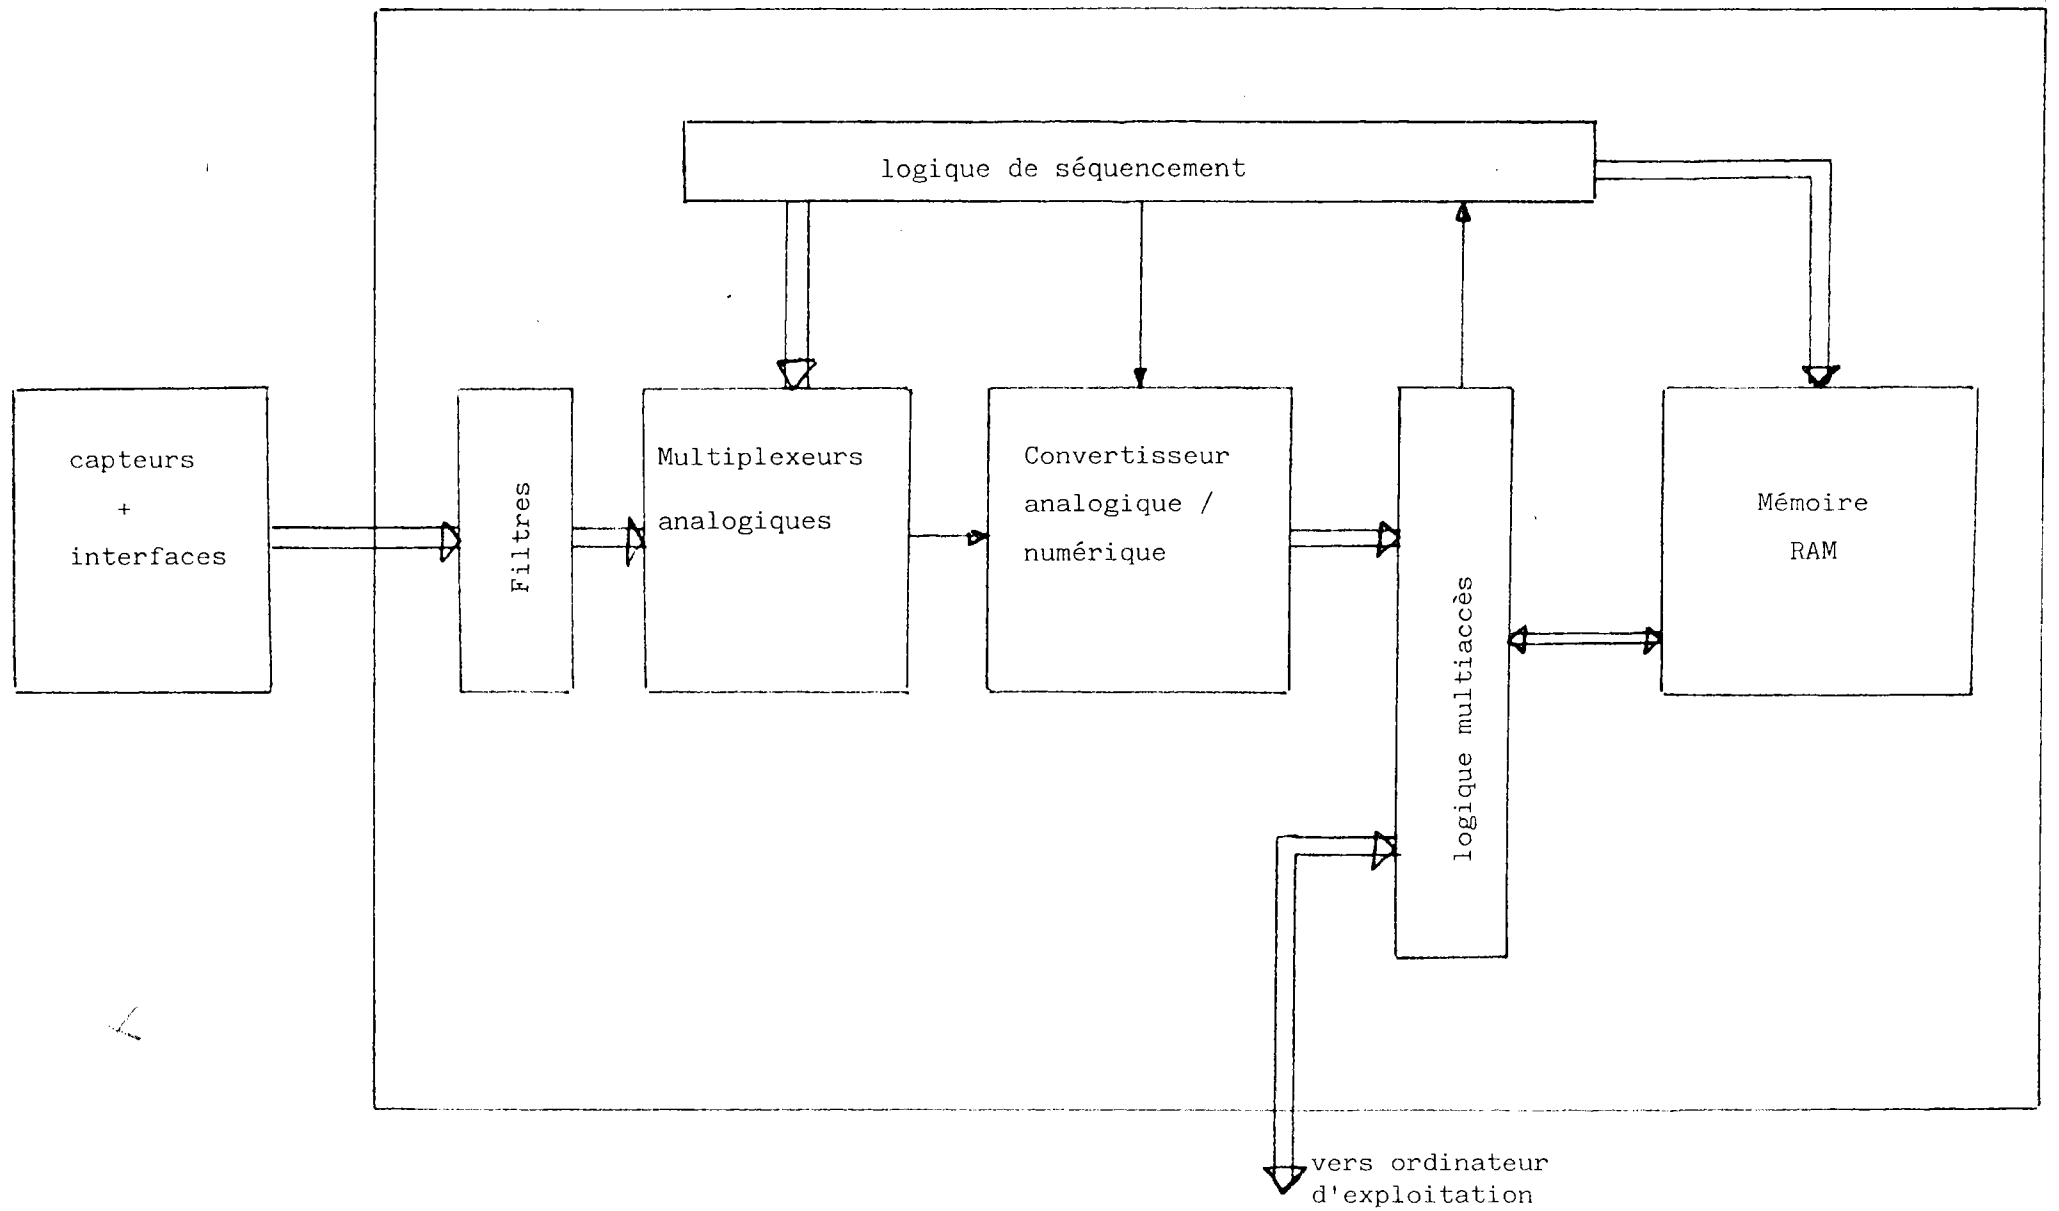 logique de séquencement
capteurs
+
interfaces
Filtres
Multiplexeurs
analogiques
Convertisseur
analogique /
numérique
logique multiaccès
Mémoire
RAM
vers ordinateur
d'exploitation